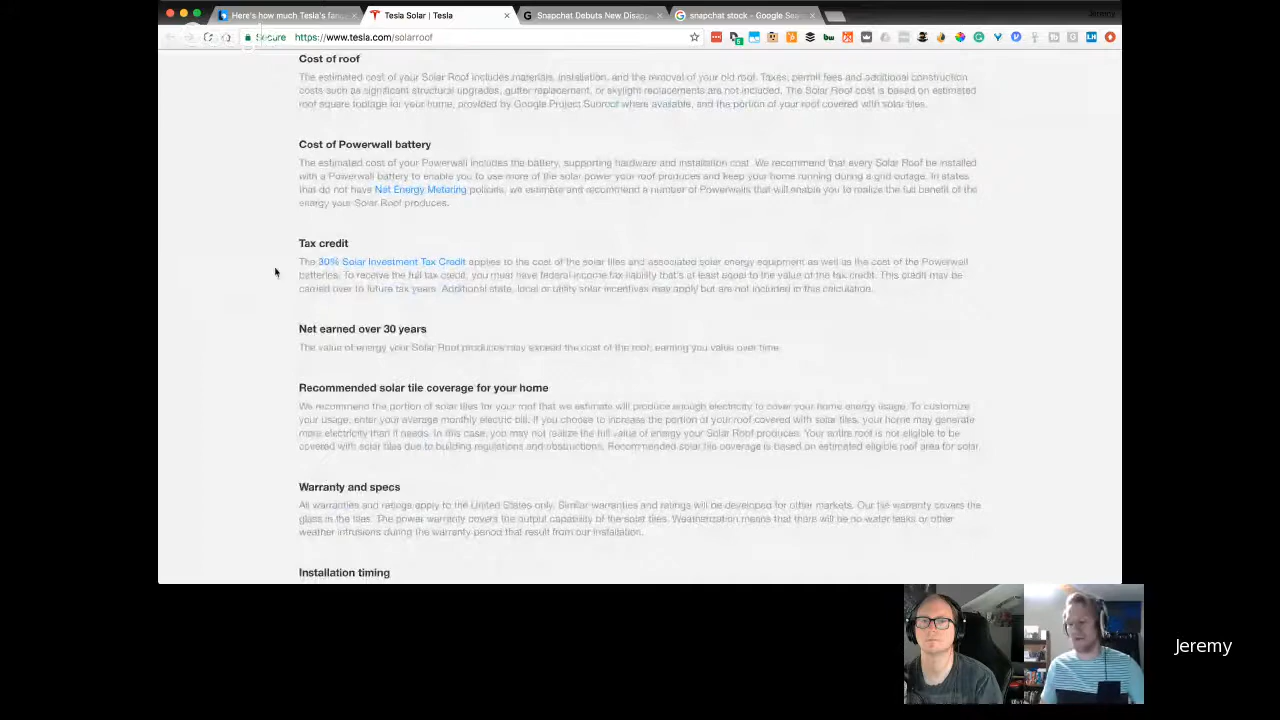 Jeremy
Here's how much Tesla's fanc
Tesla Solar | Tesla
Snapchat Debuts New Disapp
snapchat stock - Google Sea
Secure
https://www.tesla.com/solarroof
Cost of roof
The estimated cost of your Solar Roof includes materials, installation, and the removal of your old roof. Taxes, permit fees and additional construction
costs such as significant structural upgrades, gutter replacement, or skylight replacements are not included. The Solar Roof cost is based on estimated
roof square footage for your home, provided by Google Project Sunroof where available, and the portion of your roof covered with solar tiles.
Cost of Powerwall battery
The estimated cost of your Powerwall includes the battery, supporting hardware and installation cost. We recommend that every Solar Roof be installed
with a Powerwall battery to enable you to use more of the solar power your roof produces and keep your home running during a grid outage. In states
that do not have Net Energy Metering policies, we estimate and recommend a number of Powerwalls that will enable you to realize the full benefit of the
energy your Solar Roof produces.
Tax credit
The 30% Solar Investment Tax Credit applies to the cost of the solar tiles and associated solar energy equipment as well as the cost of the Powerwall
batteries. To receive the full tax credit, you must have federal income tax liability that's at least equal to the value of the tax credit. This credit may be
carried over to future tax years. Additional state, local or utility solar incentives may apply but are not included in this calculation.
Net earned over 30 years
The value of energy your Solar Roof produces may exceed the cost of the roof, earning you value over time.
Recommended solar tile coverage for your home
We recommend the portion of solar tiles for your roof that we estimate will produce enough electricity to cover your home energy usage. To customize
your usage, enter your average monthly electric bill. If you choose to increase the portion of your roof covered with solar tiles, your home may generate
more electricity than it needs. In this case, you may not realize the full value of energy your Solar Roof produces. Your entire roof is not eligible to be
covered with solar tiles due to building regulations and obstructions. Recommended solar tile coverage is based on estimated eligible roof area for solar.
Warranty and specs
All warranties and ratings apply to the United States only. Similar warranties and ratings will be developed for other markets. Our tile warranty covers the
glass in the tiles. The power warranty covers the output capability of the solar tiles. Weatherization means that there will be no water leaks or other
weather intrusions during the warranty period that result from our installation.
Installation timing
Jeremy